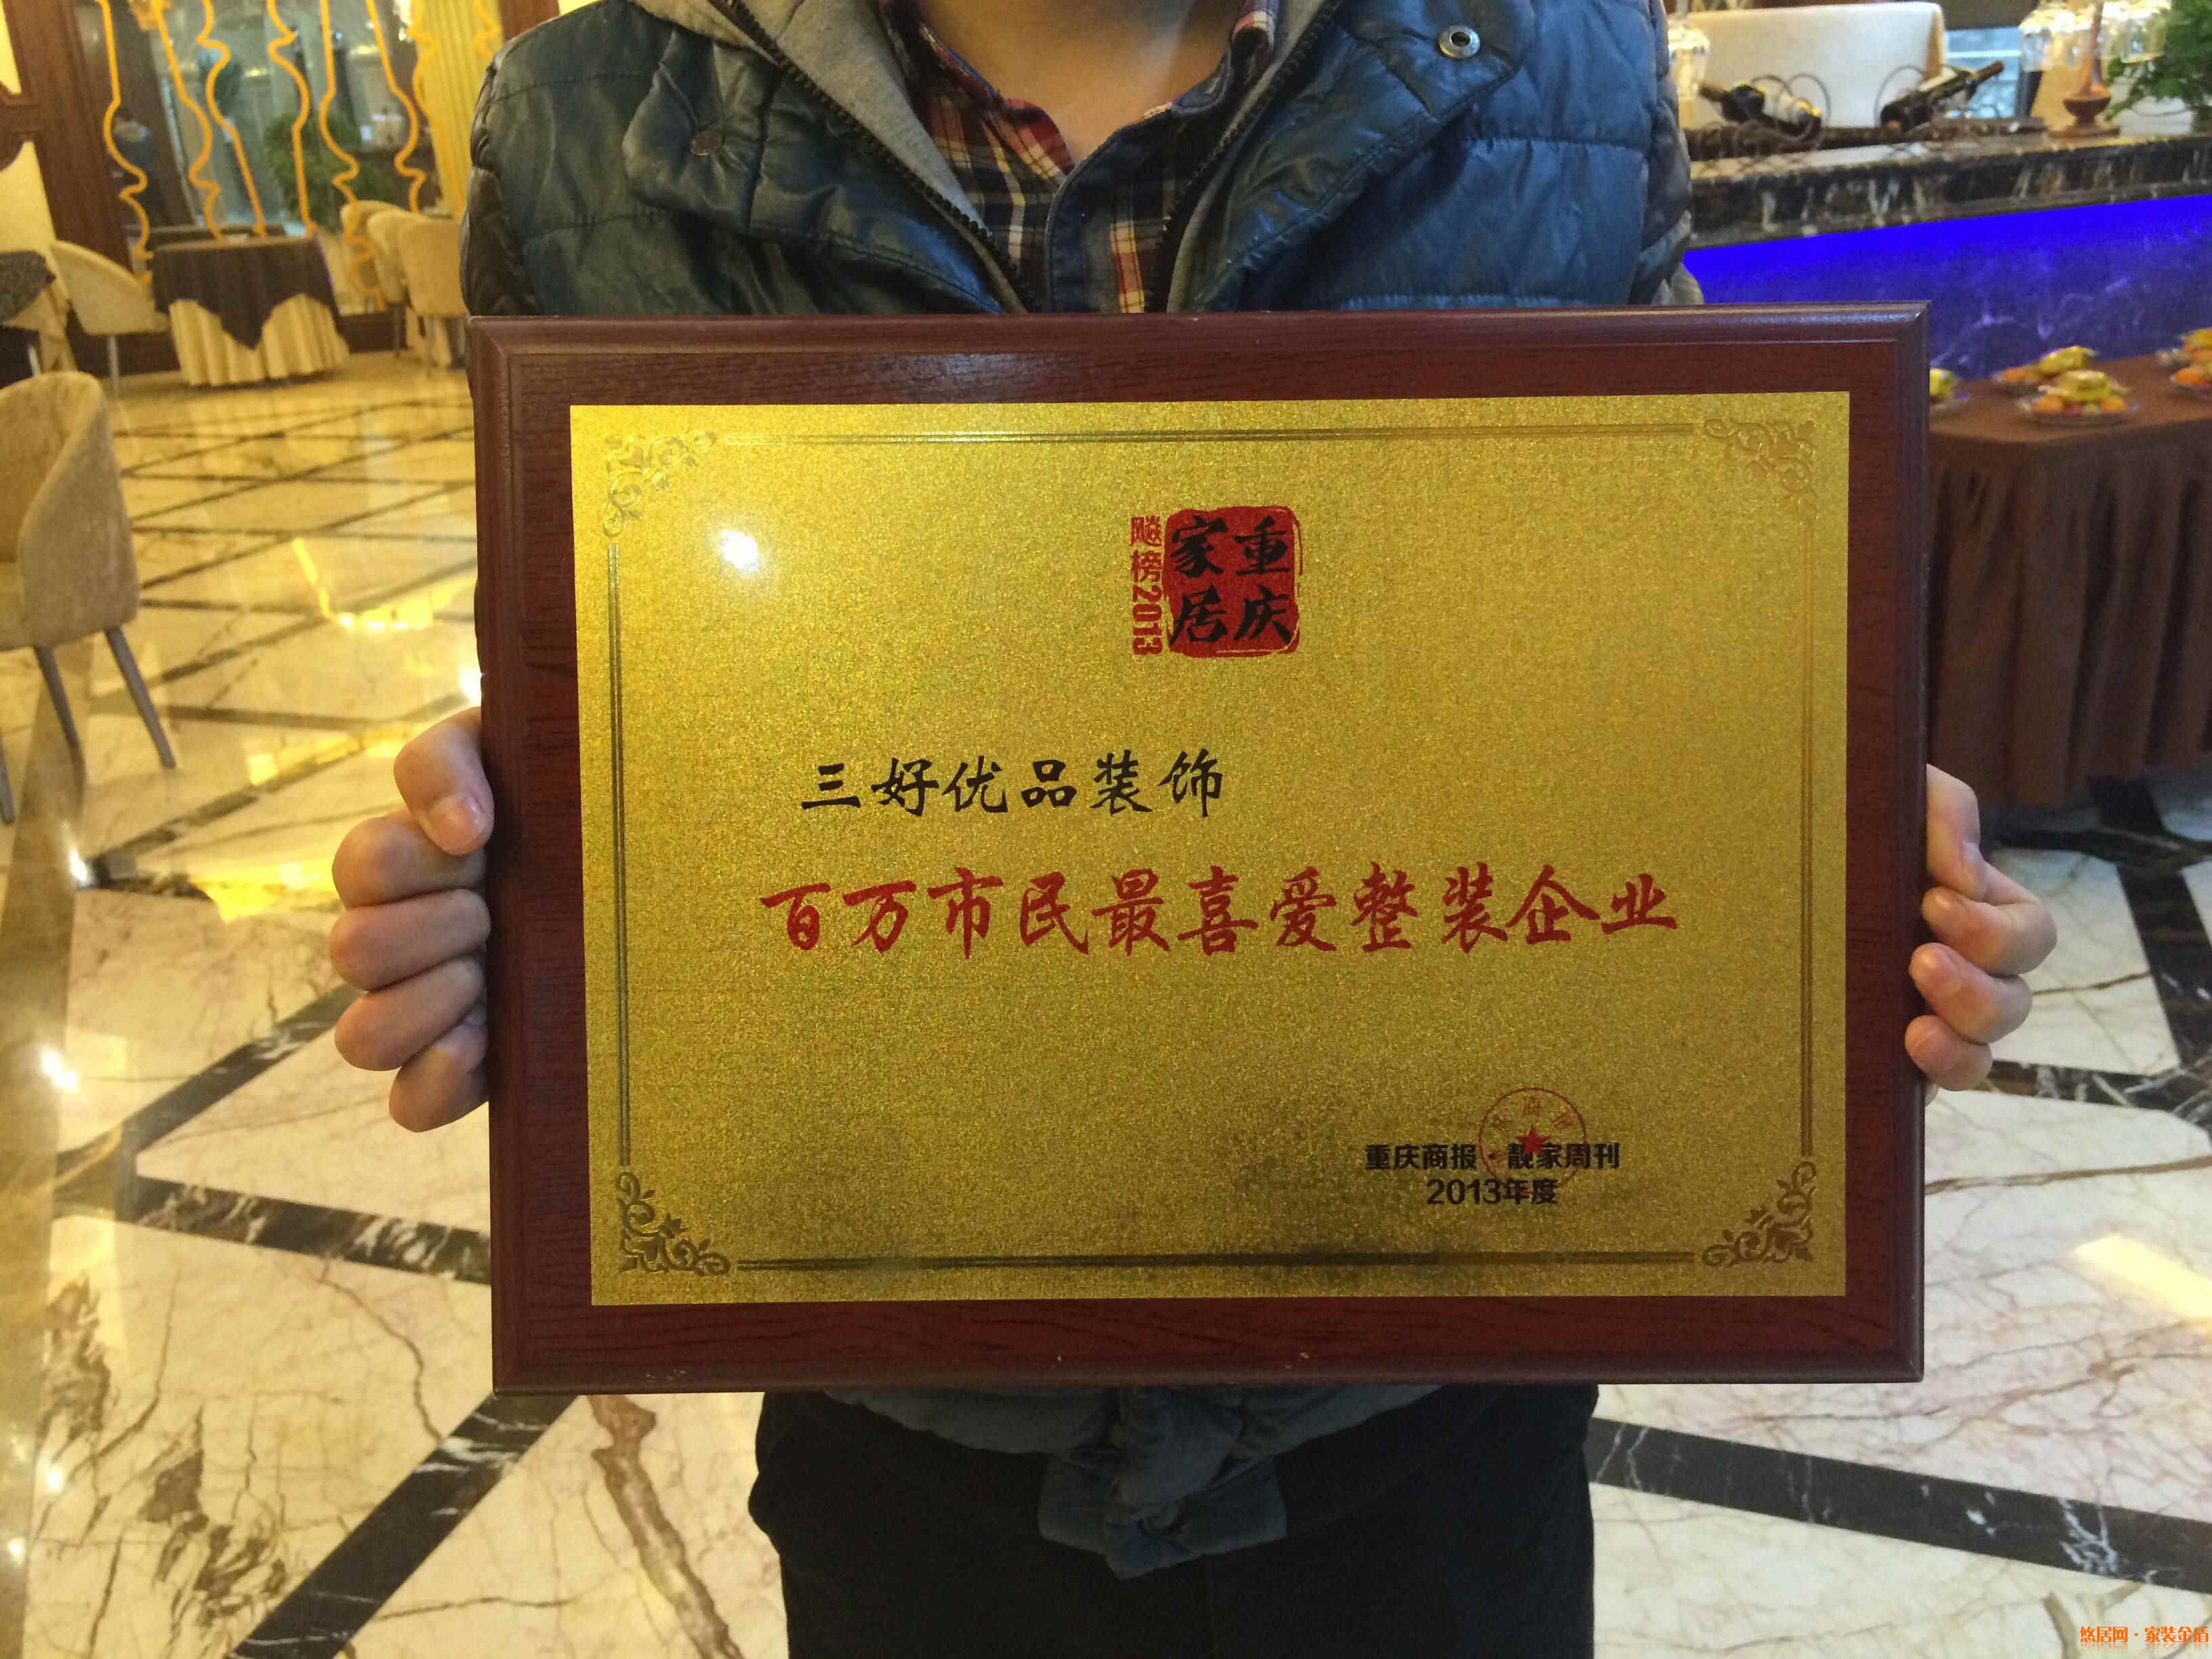 重庆
家居
飚榜2013
三好优品装饰
百万市民最喜爱整装企业
重庆商报·靓家周刊
2013年度
悠居网·家装金盾